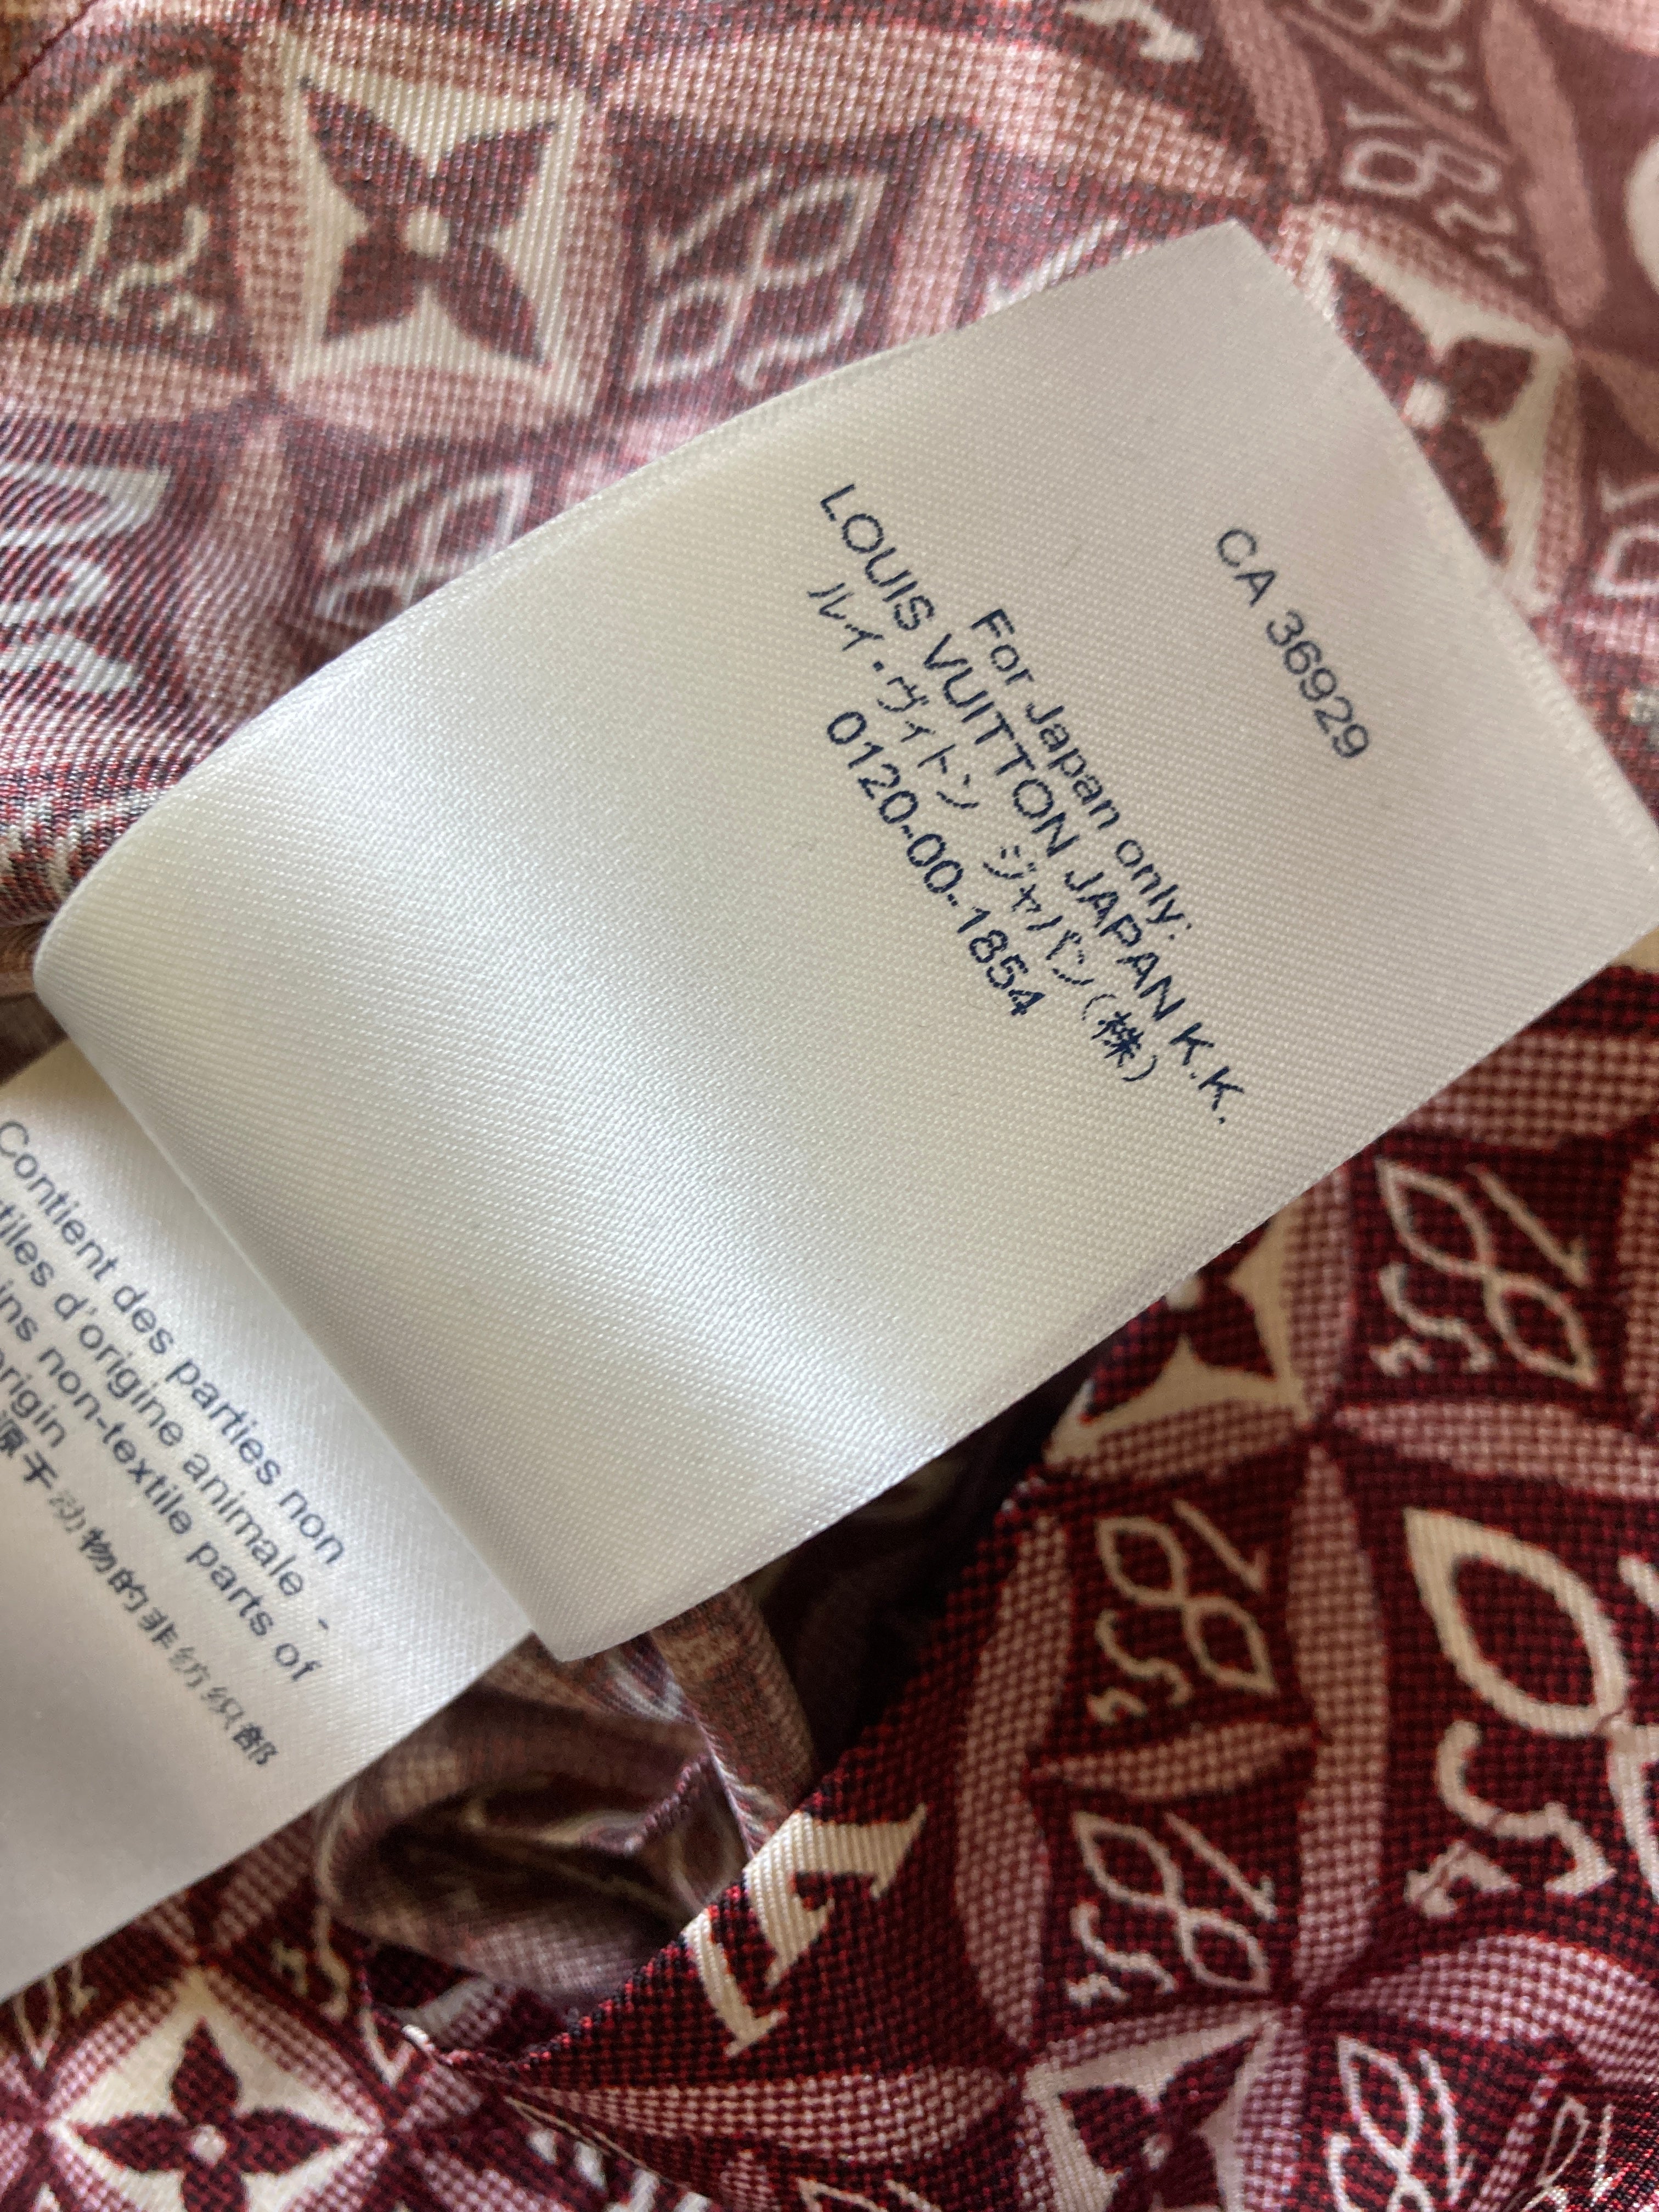 CA 36929
For Japan only:
LOUIS VUITTON JAPAN K.K.
ルイ・ヴィトン ジャパン（株）
0120-00-1854
Contient des parties non
d'origine animale -
non-textile parts of
origin
源于动物的非纺织部